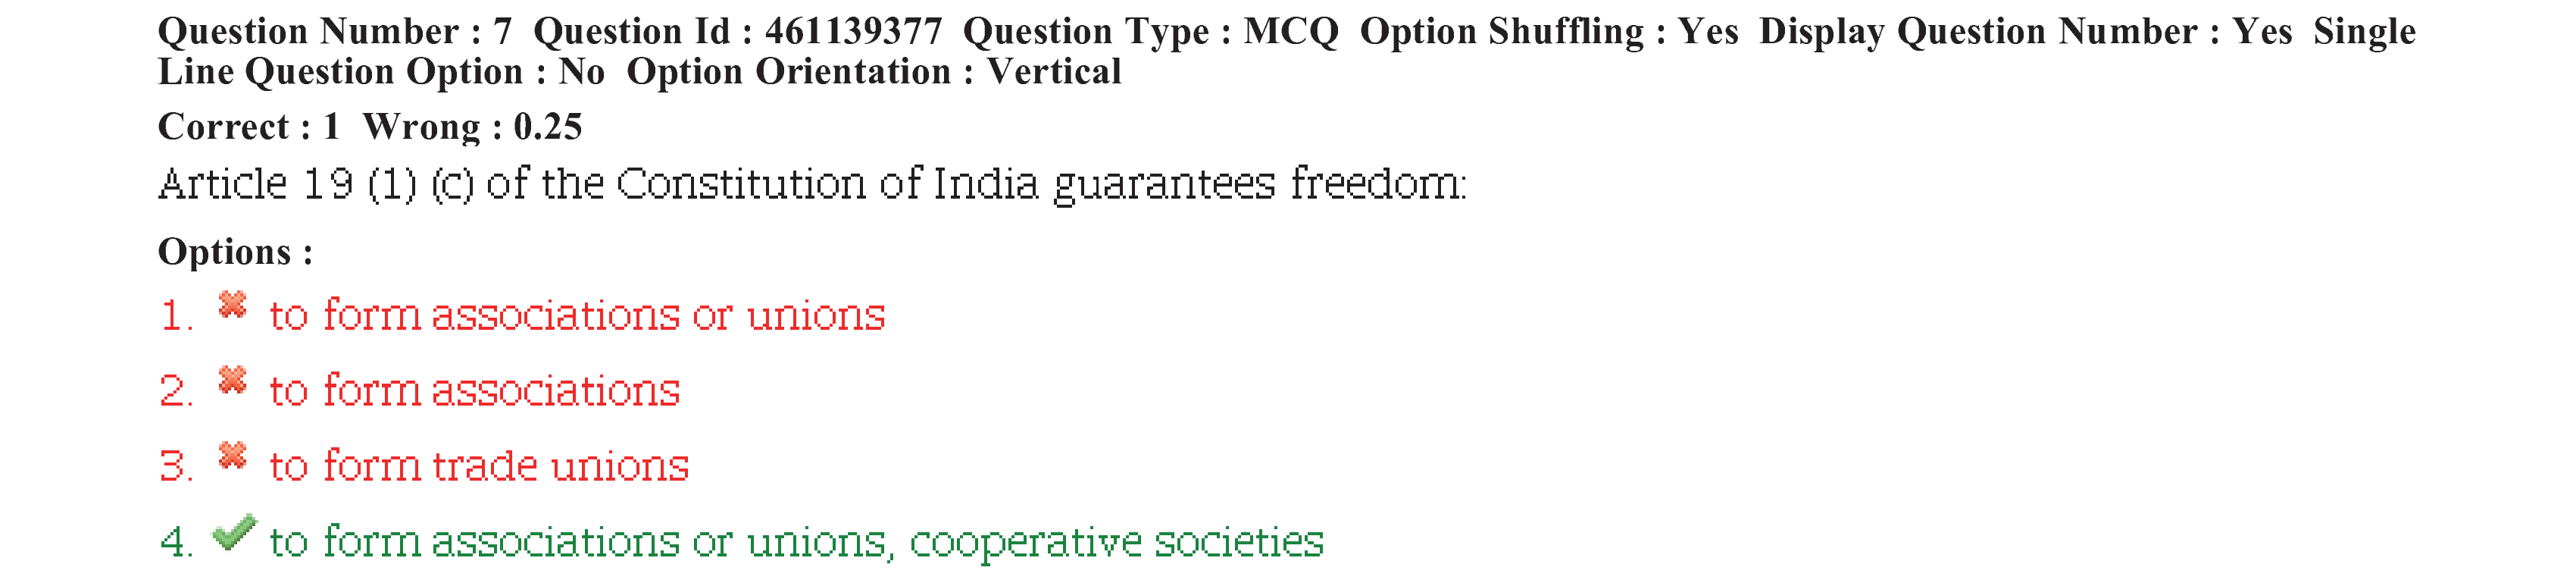 Question Number : 7 Question Id : 461139377 Question Type : MCQ Option Shuffling : Yes Display Question Number : Yes Single
Line Question Option : No Option Orientation : Vertical
Correct : 1 Wrong : 0.25
Article 19 (1) (c) of the Constitution of India guarantees freedom:
Options :
1. to form associations or unions
2. to form associations
3. to form trade unions
4. to form associations or unions, cooperative societies